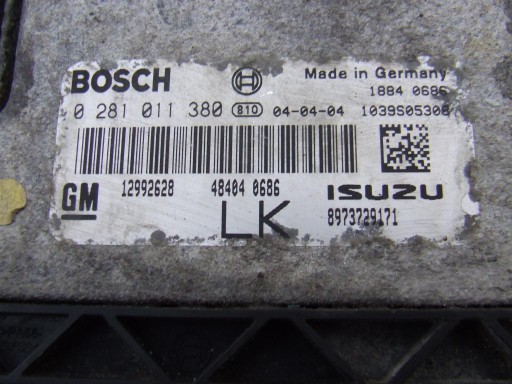 BOSCH Made in Germany
1884 0686
0 281 011 380 810 04-04-04 1039S05308
GM 12992628 48404 0686 ISUZU
LK 8973729171